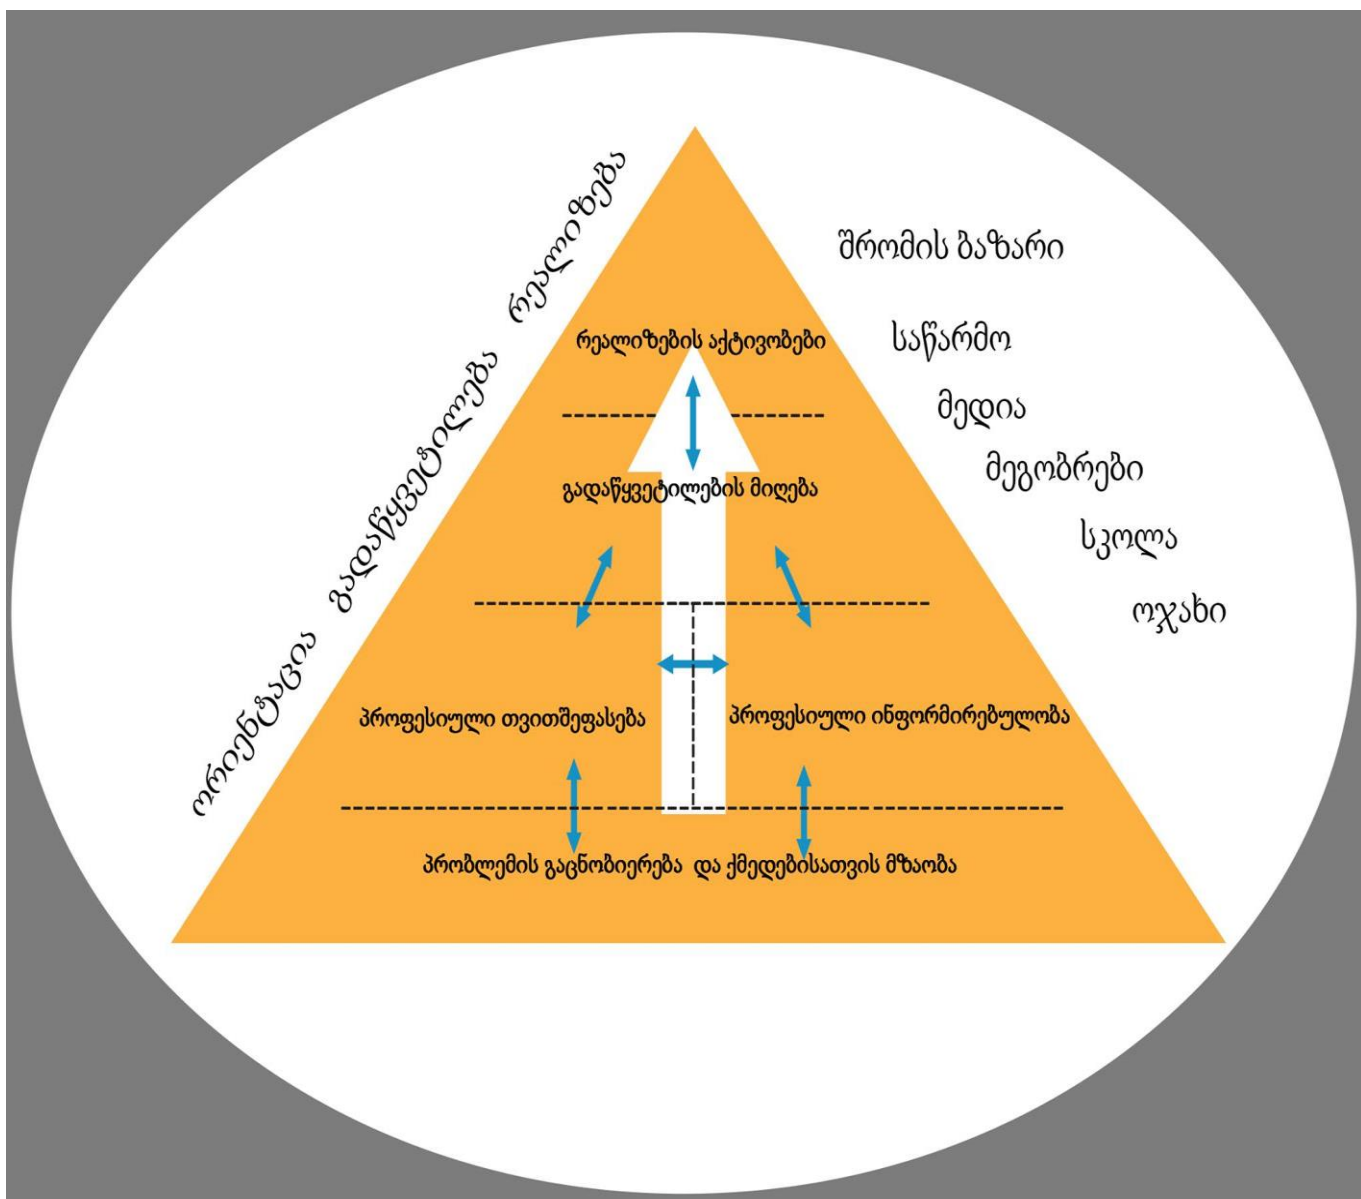 რეალიზება
გადაწყვეტილება
ორიენტაცია
შრომის ბაზარი
საწარმო
მედია
მეგობრები
სკოლა
ოჯახი
რეალიზების აქტივობები
გადაწყვეტილების მიღება
პროფესიული თვითშეფასება
პროფესიული ინფორმირებულობა
პრობლემის გაცნობიერება და ქმედებისათვის მზაობა